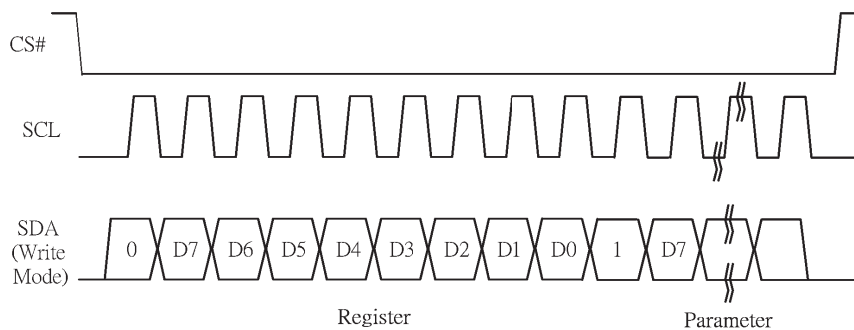 CS#
SCL
SDA
(Write
Mode)
0 D7 D6 D5 D4 D3 D2 D1 D0 1 D7
Register Parameter